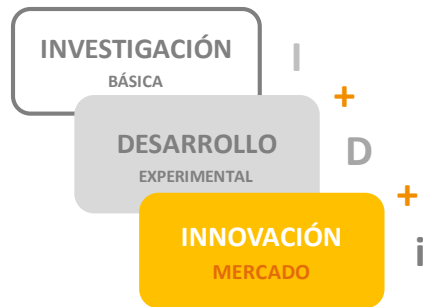 INVESTIGACIÓN
BÁSICA
I
+
DESARROLLO
EXPERIMENTAL
D
+
INNOVACIÓN
MERCADO
i